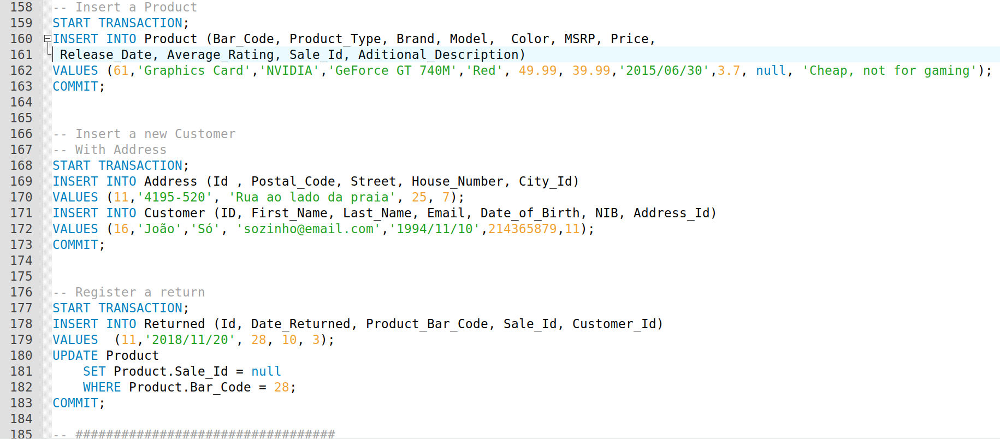 158 -- Insert a Product
159 START TRANSACTION;
160 INSERT INTO Product (Bar_Code, Product_Type, Brand, Model,  Color, MSRP, Price,
161  Release_Date, Average_Rating, Sale_Id, Aditional_Description)
162 VALUES (61,'Graphics Card','NVIDIA','GeForce GT 740M','Red', 49.99, 39.99,'2015/06/30',3.7, null, 'Cheap, not for gaming');
163 COMMIT;
164
165
166 -- Insert a new Customer
167 -- With Address
168 START TRANSACTION;
169 INSERT INTO Address (Id , Postal_Code, Street, House_Number, City_Id)
170 VALUES (11,'4195-520', 'Rua ao lado da praia', 25, 7);
171 INSERT INTO Customer (ID, First_Name, Last_Name, Email, Date_of_Birth, NIB, Address_Id)
172 VALUES (16,'João','Só', 'sozinho@email.com','1994/11/10',214365879,11);
173 COMMIT;
174
175
176 -- Register a return
177 START TRANSACTION;
178 INSERT INTO Returned (Id, Date_Returned, Product_Bar_Code, Sale_Id, Customer_Id)
179 VALUES  (11,'2018/11/20', 28, 10, 3);
180 UPDATE Product
181     SET Product.Sale_Id = null
182     WHERE Product.Bar_Code = 28;
183 COMMIT;
184
185 -- ##################################